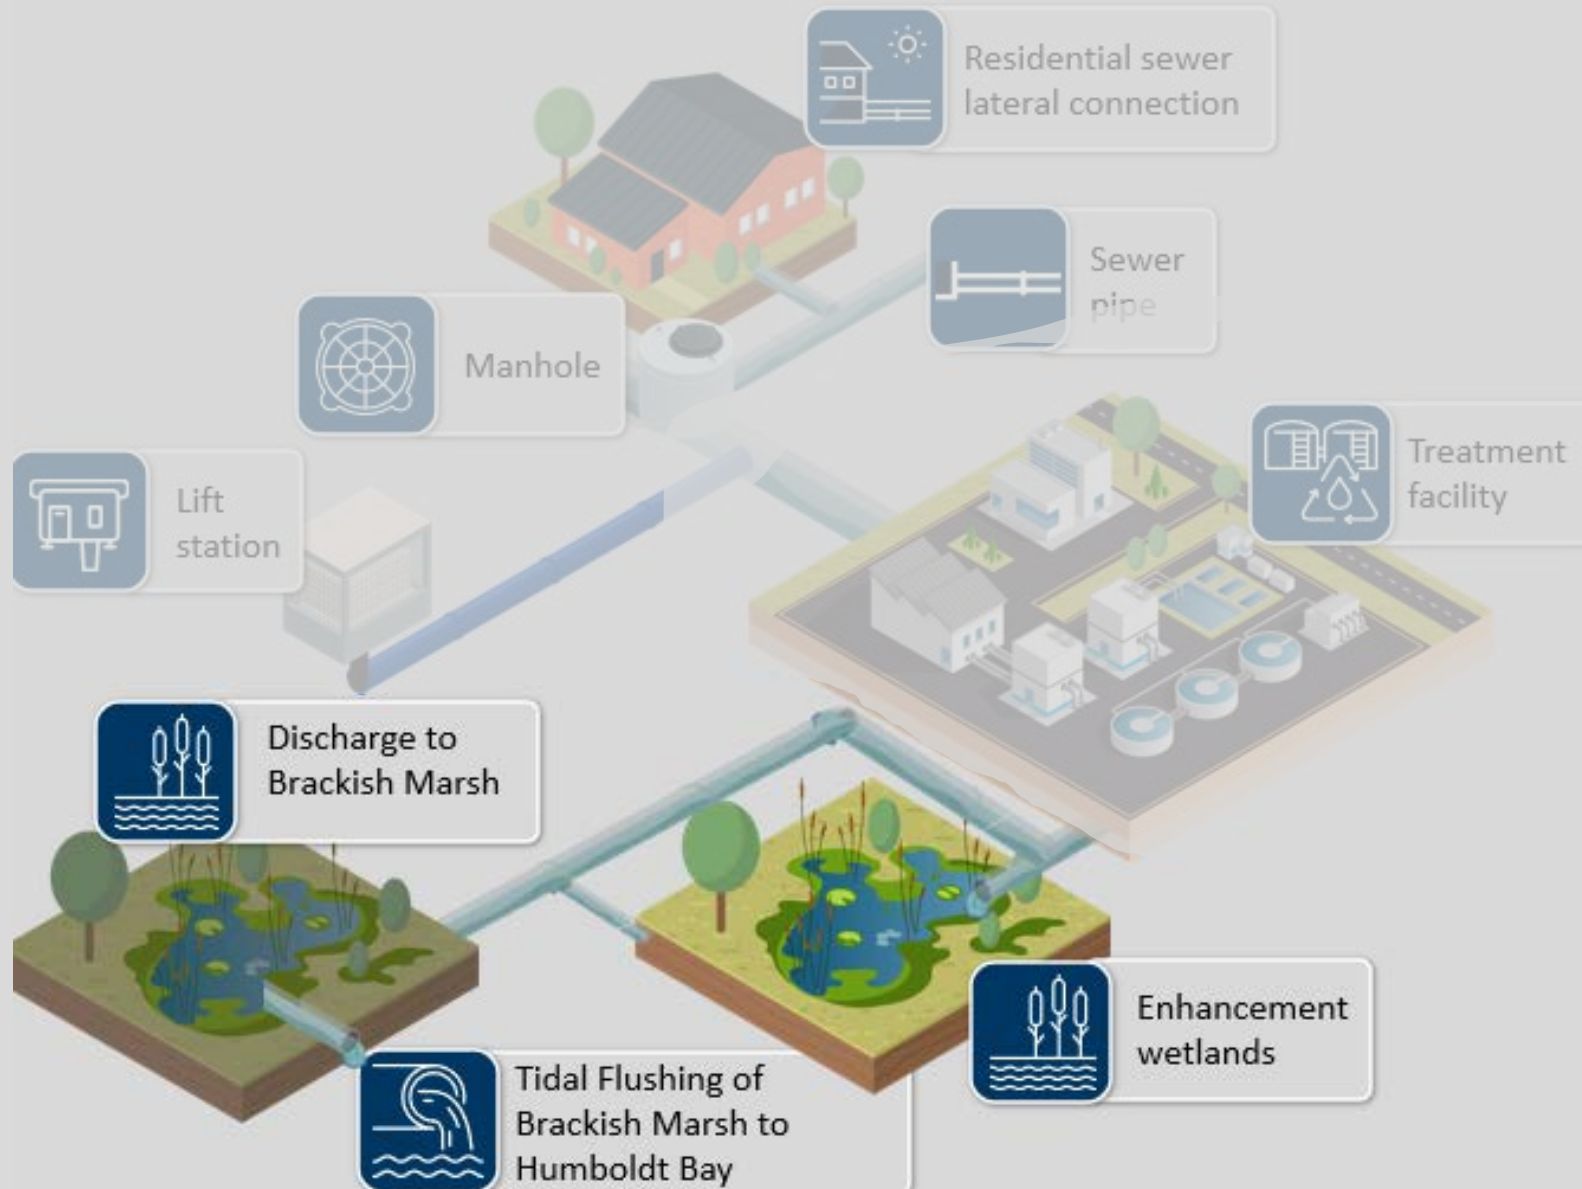 Residential sewer
lateral connection
Sewer
pipe
Manhole
Lift
station
Treatment
facility
Discharge to
Brackish Marsh
Enhancement
wetlands
Tidal Flushing of
Brackish Marsh to
Humboldt Bay